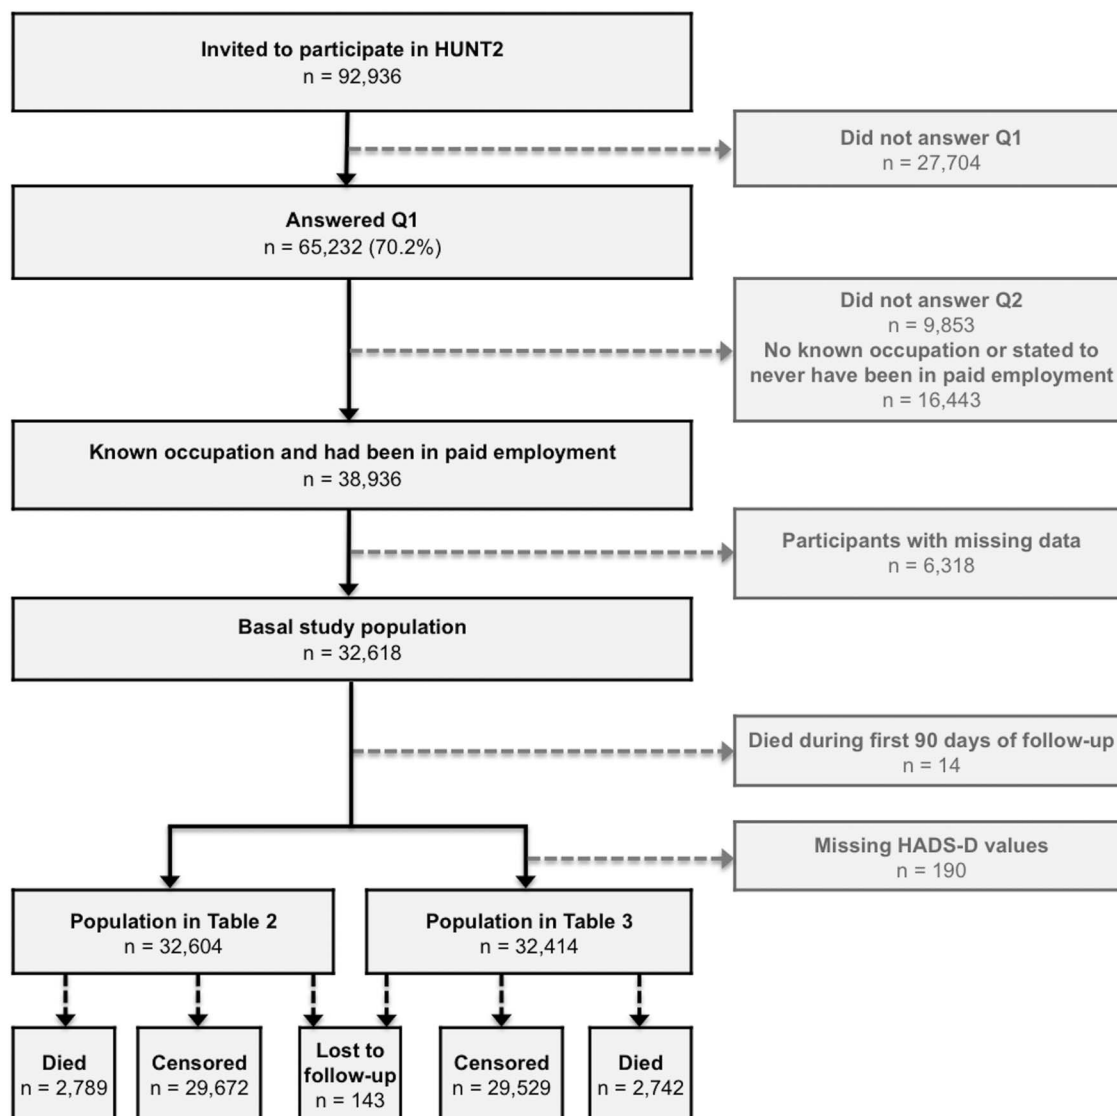 Invited to participate in HUNT2
n = 92,936
Did not answer Q1
n = 27,704
Answered Q1
n = 65,232 (70.2%)
Did not answer Q2
n = 9,853
No known occupation or stated to
never have been in paid employment
n = 16,443
Known occupation and had been in paid employment
n = 38,936
Participants with missing data
n = 6,318
Basal study population
n = 32,618
Died during first 90 days of follow-up
n = 14
Missing HADS-D values
n = 190
Population in Table 2
n = 32,604
Population in Table 3
n = 32,414
Died
n = 2,789
Censored
n = 29,672
Lost to
follow-up
n = 143
Censored
n = 29,529
Died
n = 2,742